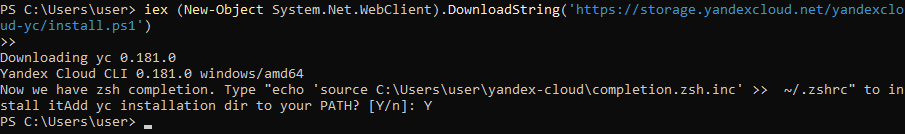 PS C:\Users\user> iex (New-Object System.Net.WebClient).DownloadString('https://storage.yandexcloud.net/yandexclo
ud-yc/install.ps1')
>>
Downloading yc 0.181.0
Yandex Cloud CLI 0.181.0 windows/amd64
Now we have zsh completion. Type "echo 'source C:\Users\user\yandex-cloud\completion.zsh.inc' >>  ~/.zshrc" to in
stall itAdd yc installation dir to your PATH? [Y/n]: Y
PS C:\Users\user>